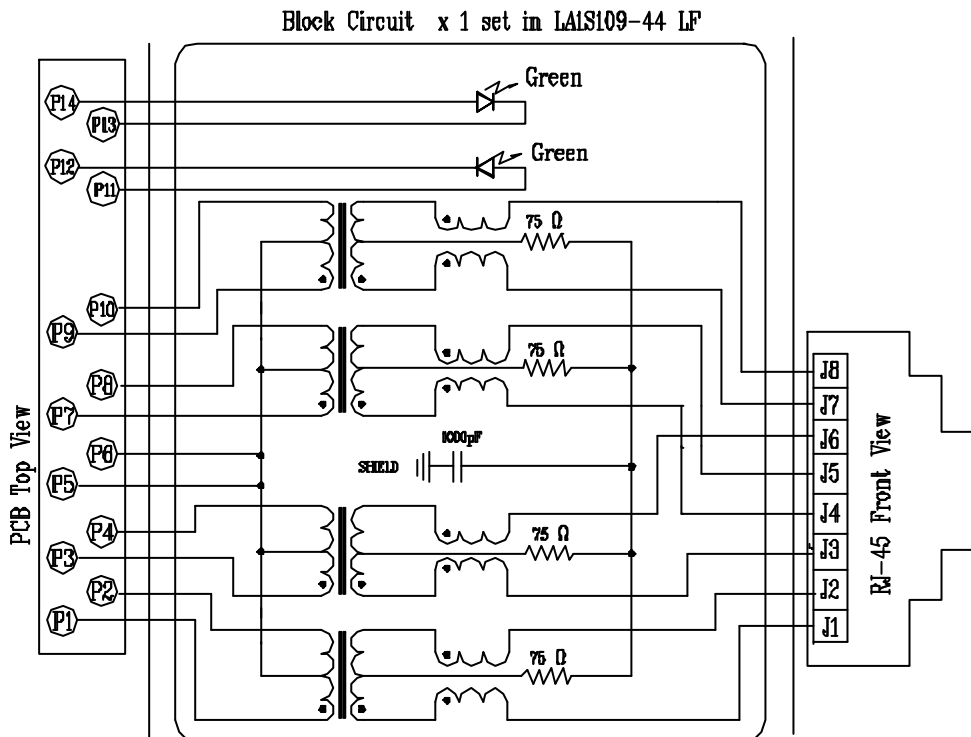 Block Circuit x 1 set in LA1S109-44 LF
P14
Green
P13
P12
Green
P11
75 Ω
P10
P9
75 Ω
P8
J8
P7
J7
1000pF
J6
P6
SHIELD
J5
P5
J4
P4
75 Ω
J3
P3
P2
J2
P1
J1
75 Ω
PCB Top View
RJ-45 Front View